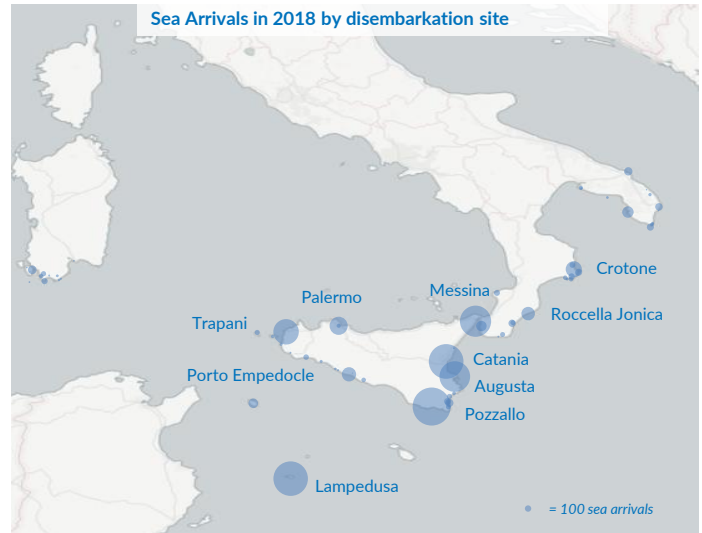 Sea Arrivals in 2018 by disembarkation site
Crotone
Messina
Palermo
Roccella Jonica
Trapani
Catania
Porto Empedocle
Augusta
Pozzallo
Lampedusa
= 100 sea arrivals